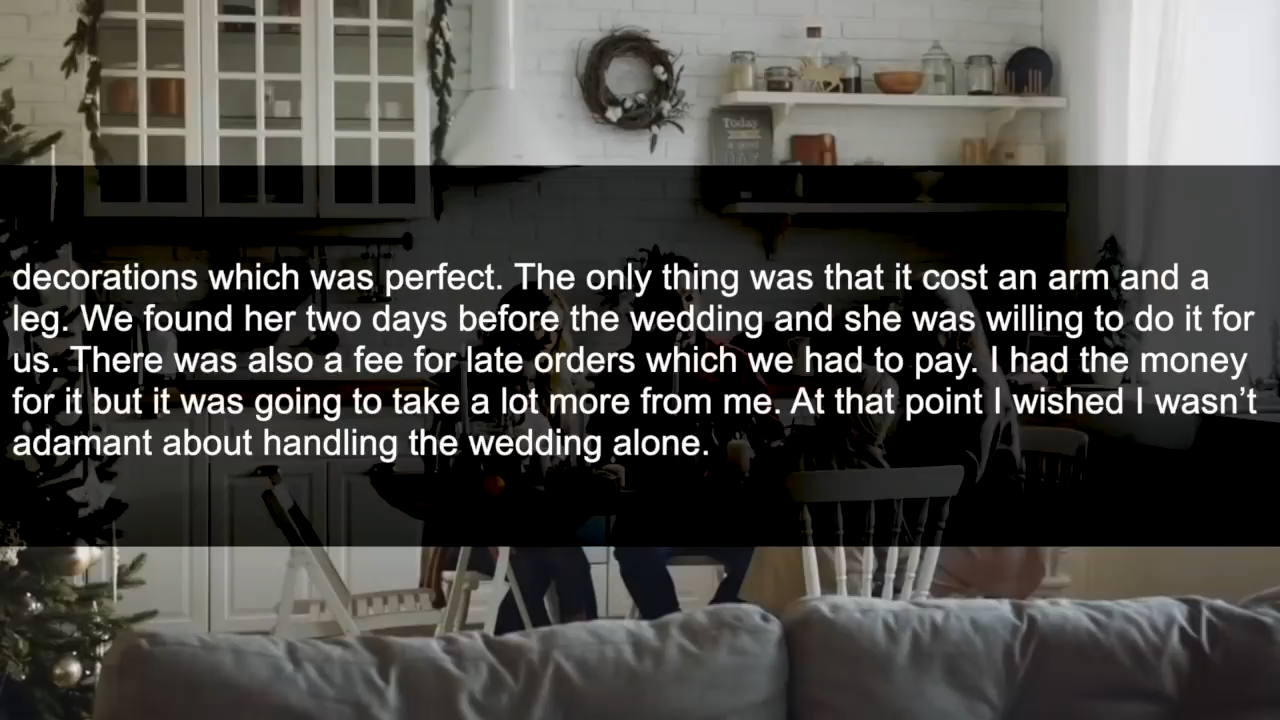 Today
decorations which was perfect. The only thing was that it cost an arm and a
leg. We found her two days before the wedding and she was willing to do it for
us. There was also a fee for late orders which we had to pay. I had the money
for it but it was going to take a lot more from me. At that point I wished I wasn’t
adamant about handling the wedding alone.